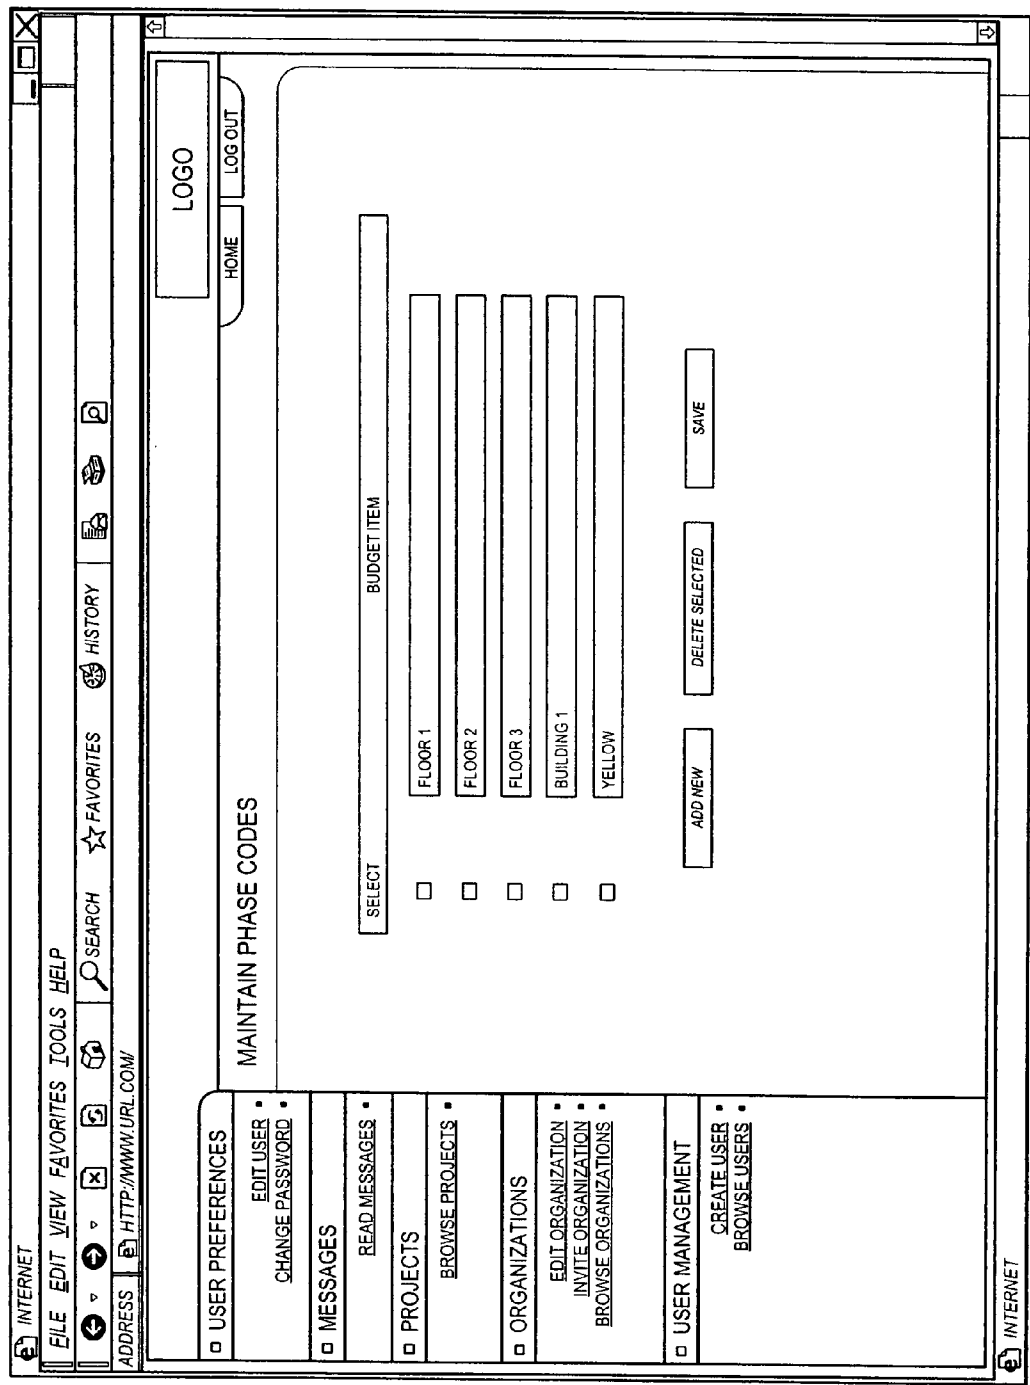 INTERNET
FILE EDIT VIEW FAVORITES TOOLS HELP
SEARCH FAVORITES HISTORY
ADDRESS HTTP://WWW.URL.COM/
LOGO
HOME LOG OUT
USER PREFERENCES
EDIT USER
CHANGE PASSWORD
MESSAGES
READ MESSAGES
PROJECTS
BROWSE PROJECTS
ORGANIZATIONS
EDIT ORGANIZATION
INVITE ORGANIZATION
BROWSE ORGANIZATIONS
USER MANAGEMENT
CREATE USER
BROWSE USERS
MAINTAIN PHASE CODES
SELECT BUDGET ITEM
FLOOR 1
FLOOR 2
FLOOR 3
BUILDING 1
YELLOW
ADD NEW DELETE SELECTED SAVE
INTERNET